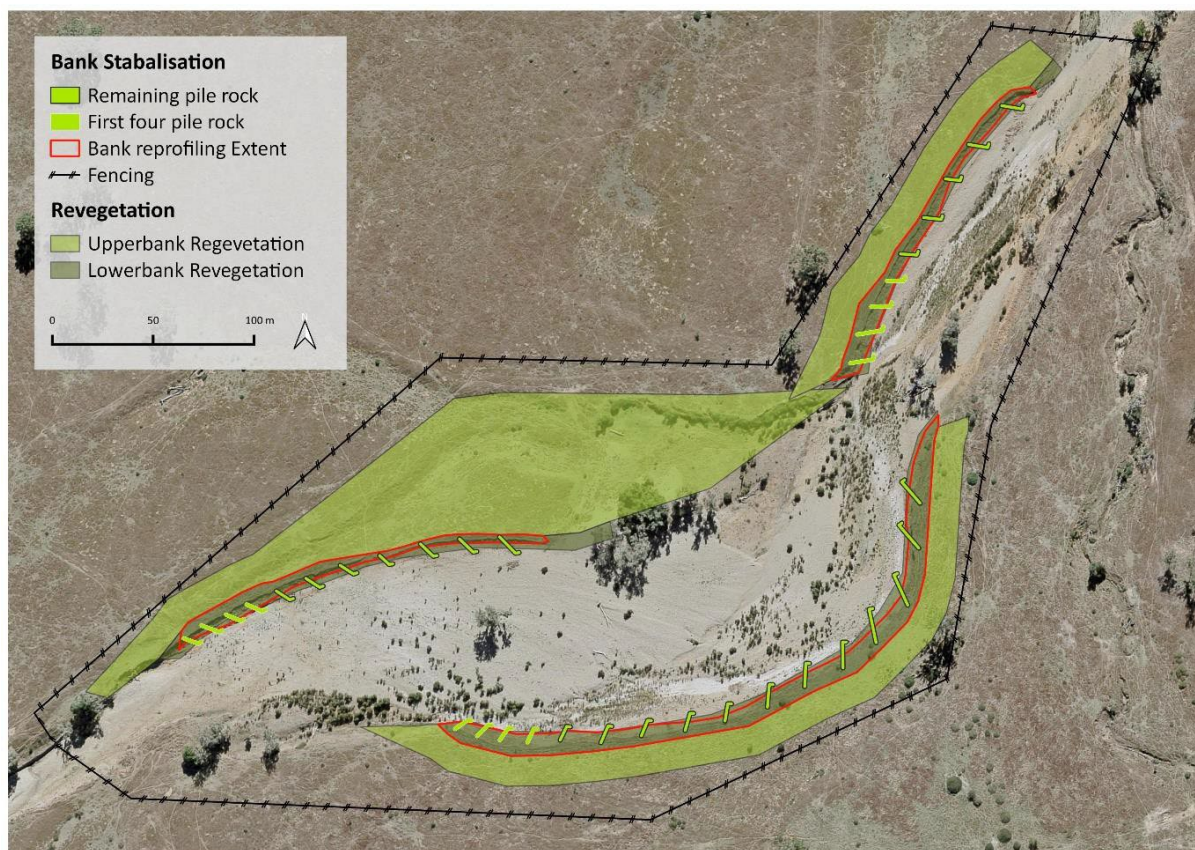 Bank Stabalisation
Remaining pile rock
First four pile rock
Bank reprofiling Extent
Fencing
Revegetation
Upperbank Regevetation
Lowerbank Revegetation
0 50 100 m
N